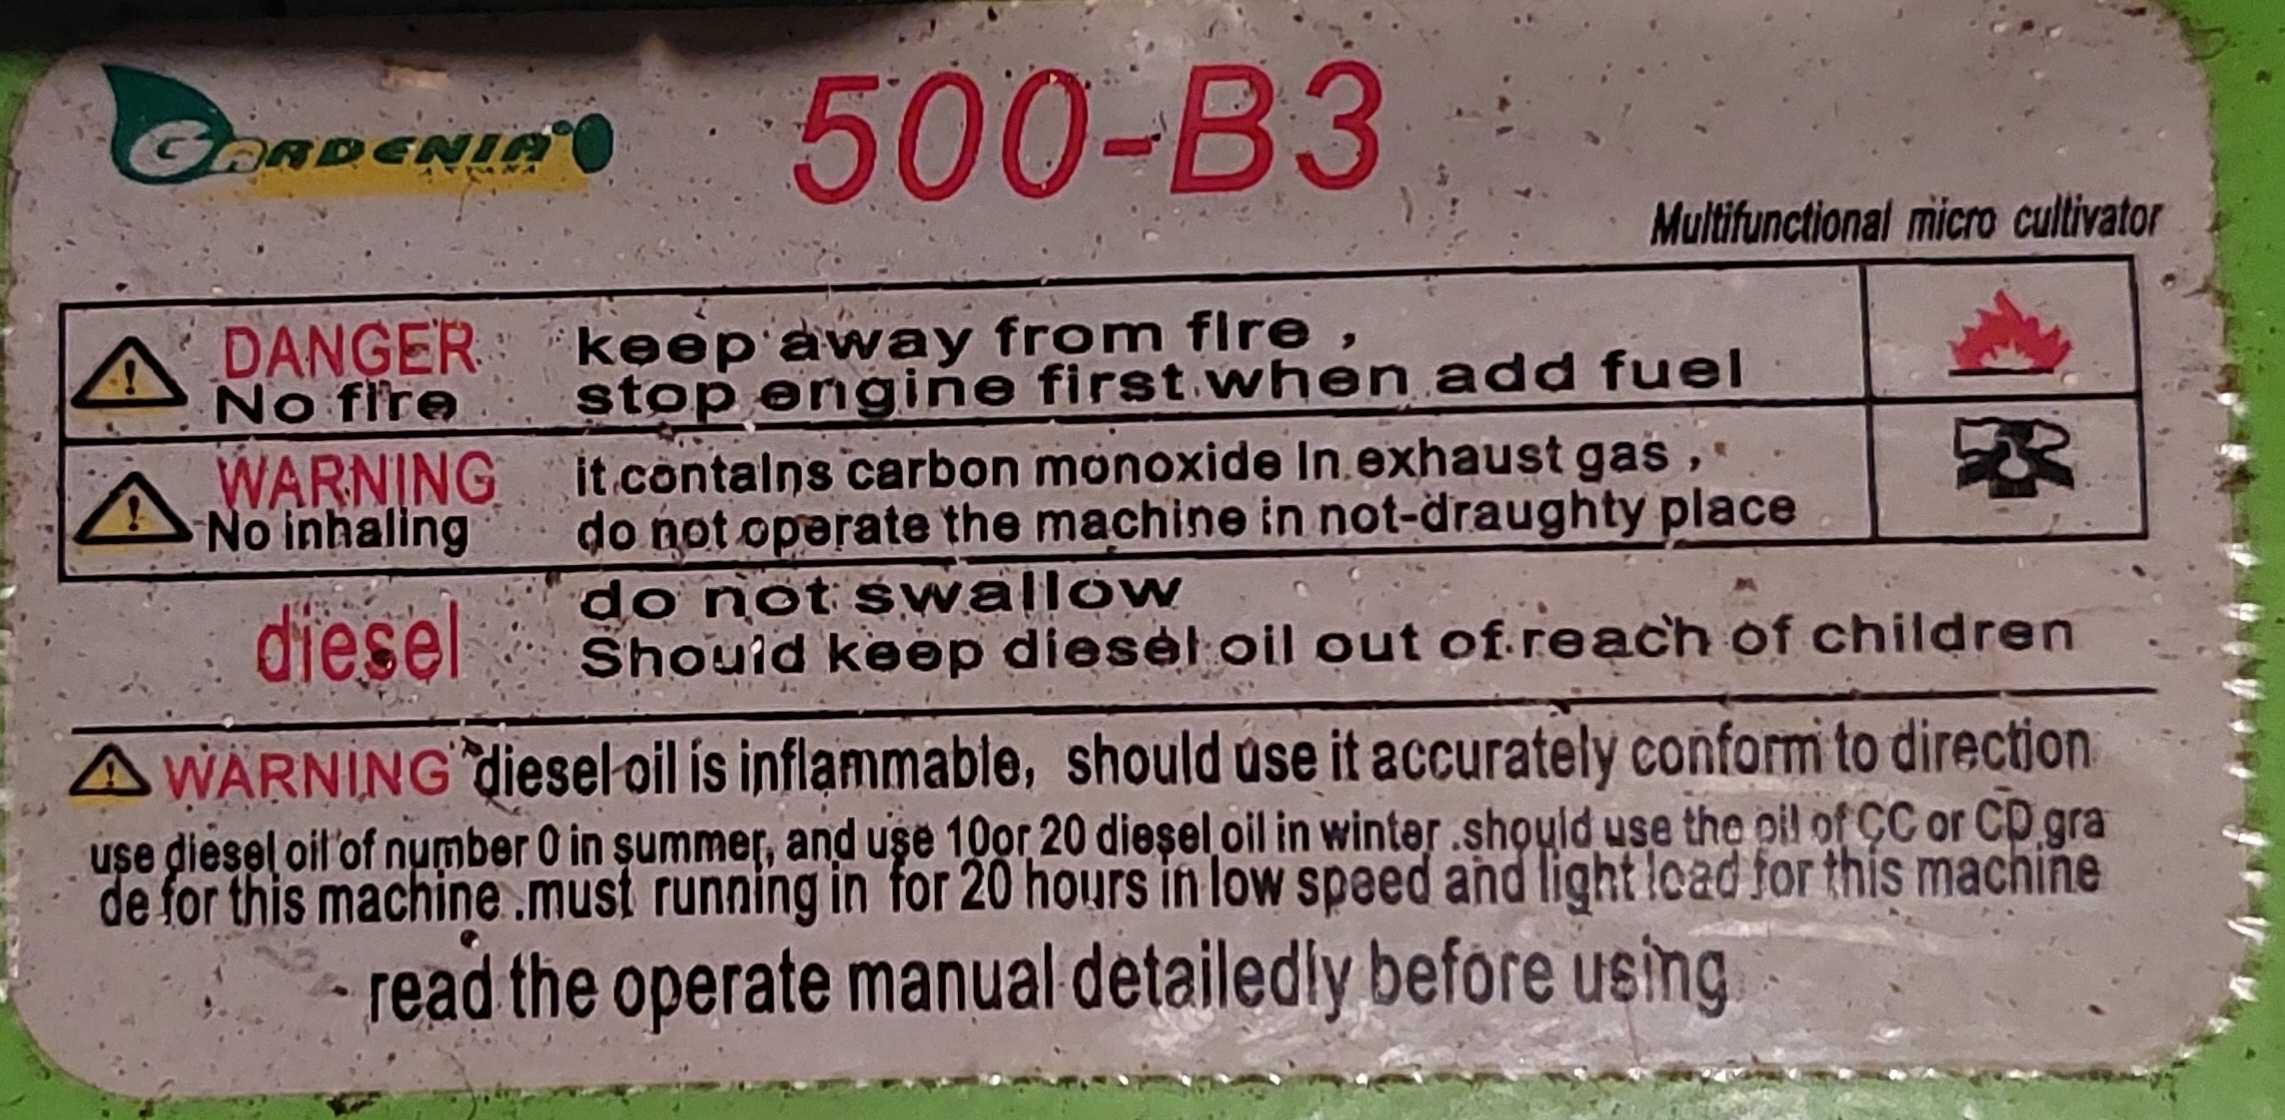 GARDENIA
500-B3
Multifunctional micro cultivator
DANGER
No fire
keep away from fire ,
stop engine first when add fuel
WARNING
No inhaling
it contains carbon monoxide In exhaust gas ,
do not operate the machine in not-draughty place
diesel
do not swallow
Should keep diesel oil out of reach of children
WARNING diesel oil is inflammable, should use it accurately conform to direction
use diesel oil of number 0 in summer, and use 10or 20 diesel oil in winter .should use the oil of CC or CD gra
de for this machine .must running in for 20 hours in low speed and light load for this machine
read the operate manual detailedly before using